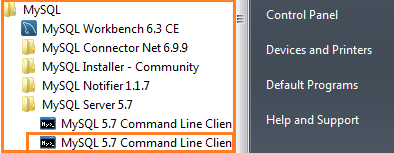 MySQL
MySQL Workbench 6.3 CE
MySQL Connector Net 6.9.9
MySQL Installer - Community
MySQL Notifier 1.1.7
MySQL Server 5.7
MySQL 5.7 Command Line Clien
MySQL 5.7 Command Line Clien
Control Panel
Devices and Printers
Default Programs
Help and Support